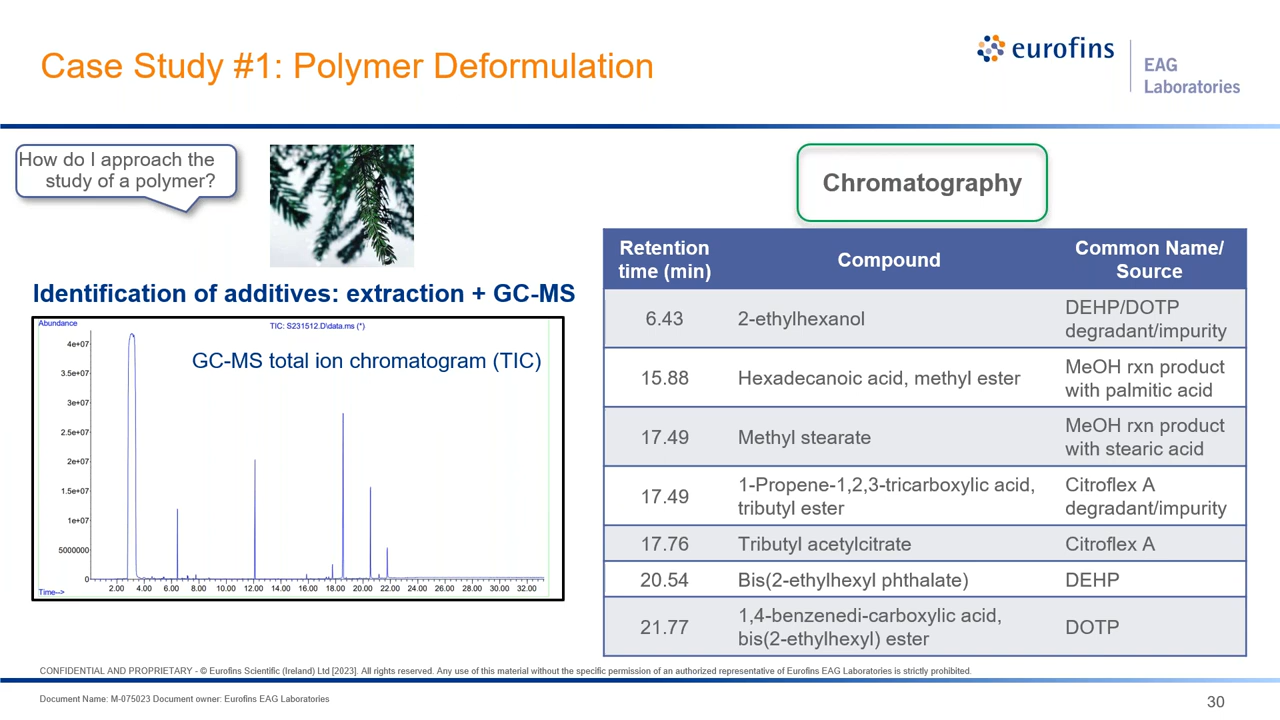 Case Study #1: Polymer Deformulation
eurofins
EAG
Laboratories
How do I approach the
study of a polymer?
Chromatography
Identification of additives: extraction + GC-MS
Abundance
TIC: S231512.D\data.ms (*)
GC-MS total ion chromatogram (TIC)
4e+07
3.5e+07
3e+07
2.5e+07
2e+07
1.5e+07
1e+07
5000000
0
Time-->
2.00 4.00 6.00 8.00 10.00 12.00 14.00 16.00 18.00 20.00 22.00 24.00 26.00 28.00 30.00 32.00
Retention
time (min)
Compound
Common Name/
Source
6.43
2-ethylhexanol
DEHP/DOTP
degradant/impurity
15.88
Hexadecanoic acid, methyl ester
MeOH rxn product
with palmitic acid
17.49
Methyl stearate
MeOH rxn product
with stearic acid
17.49
1-Propene-1,2,3-tricarboxylic acid,
tributyl ester
Citroflex A
degradant/impurity
17.76
Tributyl acetylcitrate
Citroflex A
20.54
Bis(2-ethylhexyl phthalate)
DEHP
21.77
1,4-benzenedi-carboxylic acid,
bis(2-ethylhexyl) ester
DOTP
CONFIDENTIAL AND PROPRIETARY - © Eurofins Scientific (Ireland) Ltd [2023]. All rights reserved. Any use of this material without the specific permission of an authorized representative of Eurofins EAG Laboratories is strictly prohibited.
Document Name: M-075023 Document owner: Eurofins EAG Laboratories
30